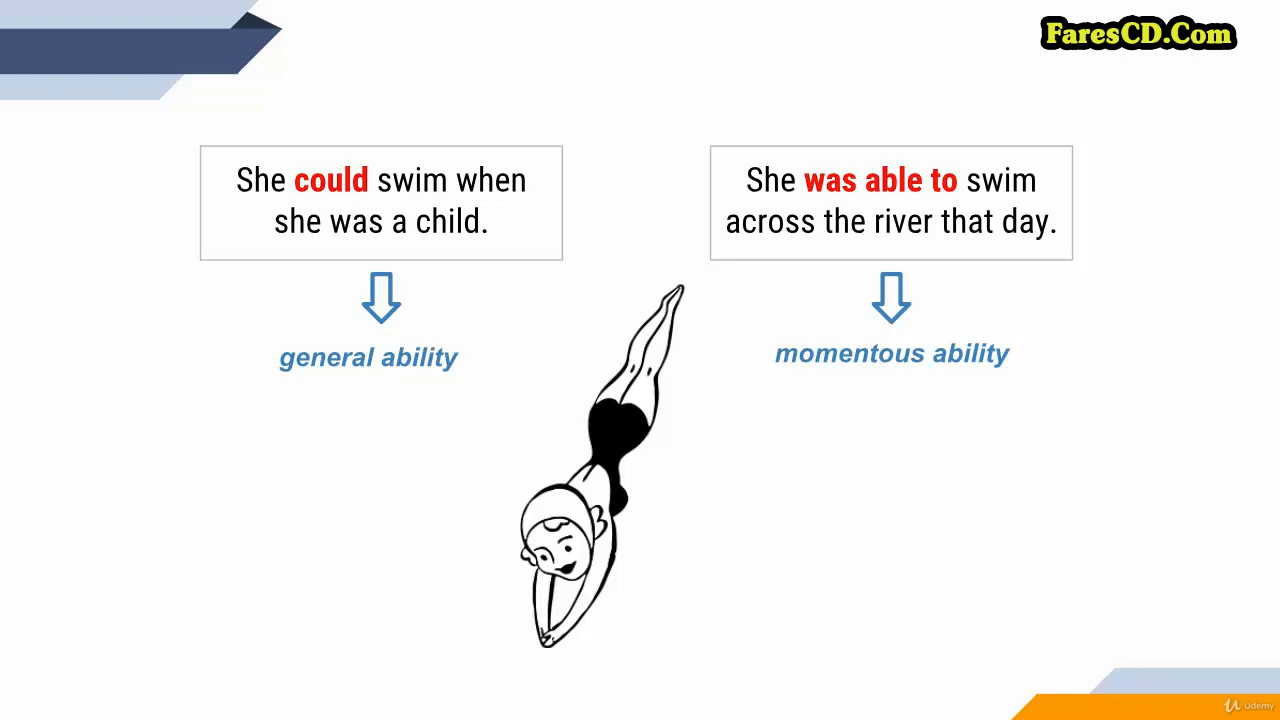 FaresCD.Com
She could swim when
she was a child.
She was able to swim
across the river that day.
general ability
momentous ability
Udemy